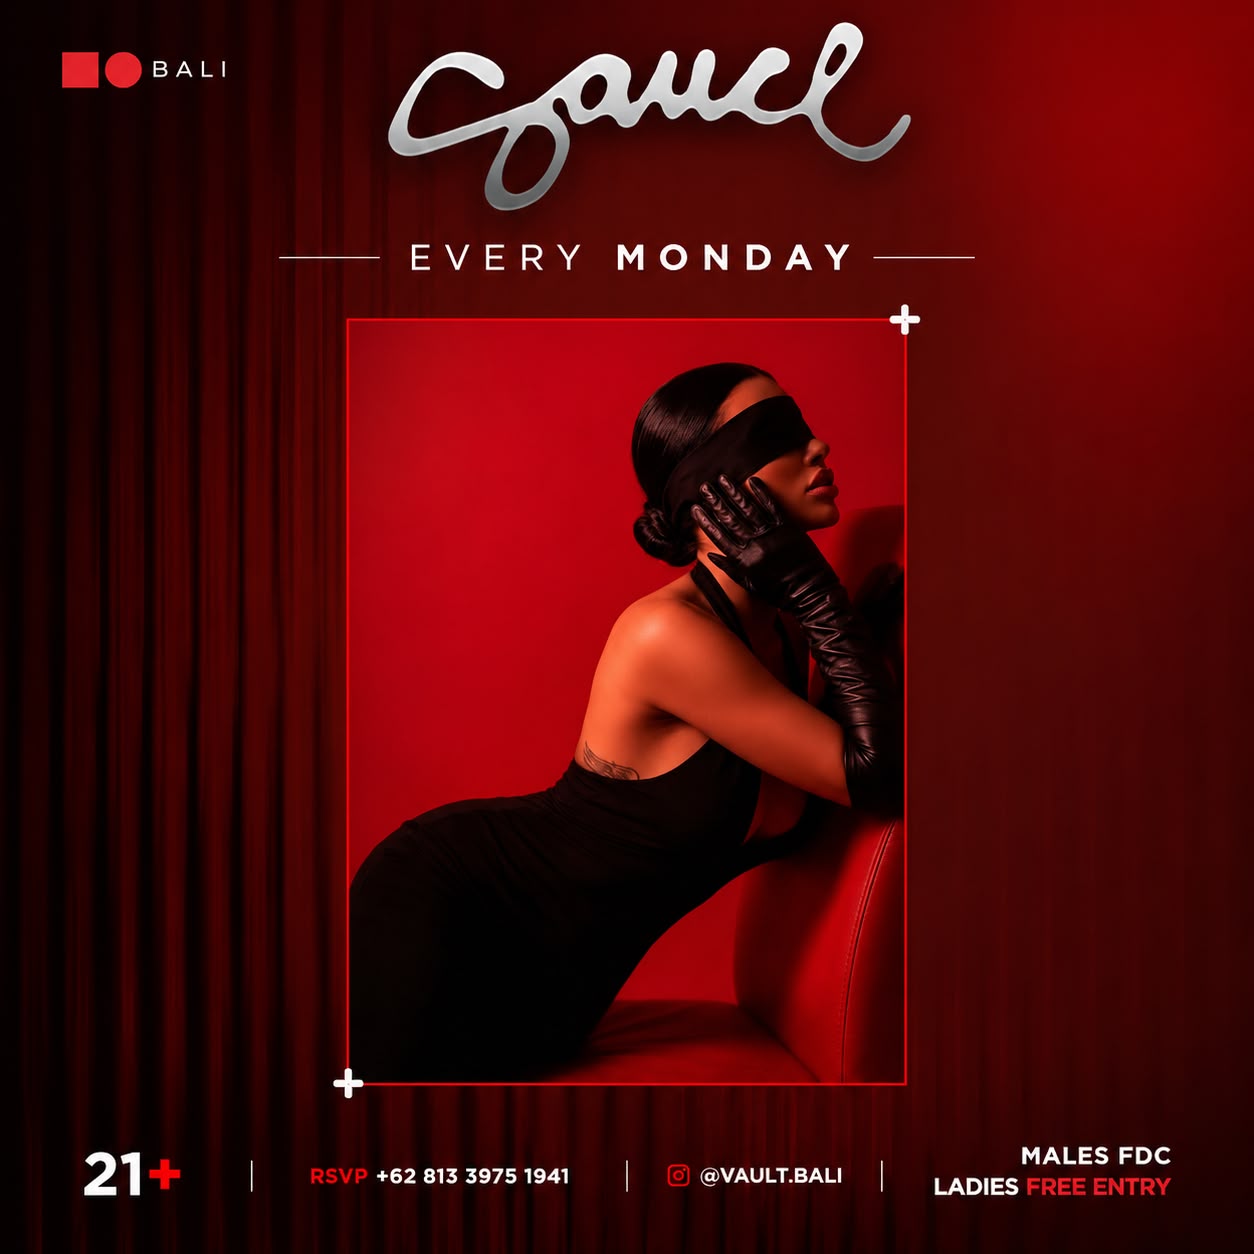 BALI
Sauce
EVERY MONDAY
21+
RSVP +62 813 3975 1941
@VAULT.BALI
MALES FDC
LADIES FREE ENTRY